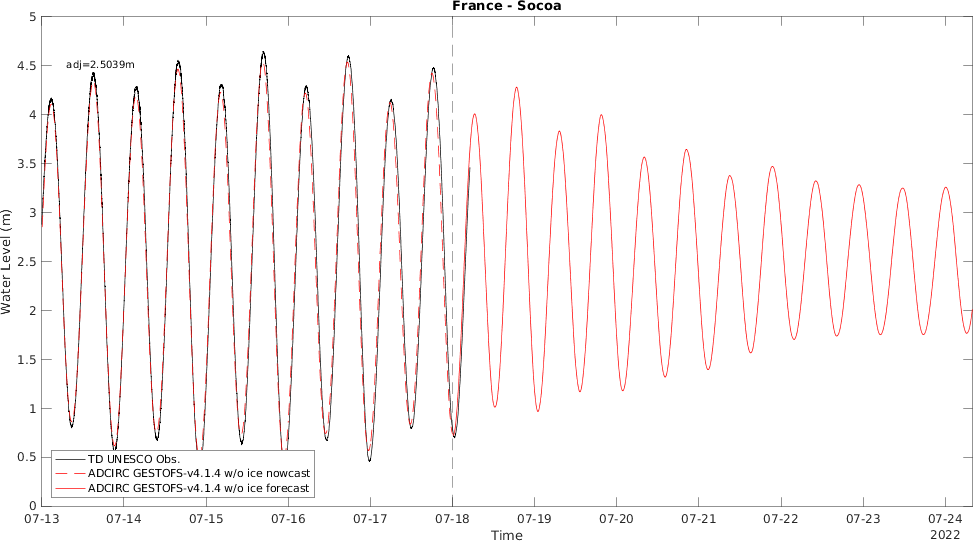 France - Socoa
adj=2.5039m
Water Level (m)
5
4.5
4
3.5
3
2.5
2
1.5
1
0.5
0
TD UNESCO Obs.
ADCIRC GESTOFS-v4.1.4 w/o ice nowcast
ADCIRC GESTOFS-v4.1.4 w/o ice forecast
07-13 07-14 07-15 07-16 07-17 07-18 07-19 07-20 07-21 07-22 07-23 07-24
2022
Time